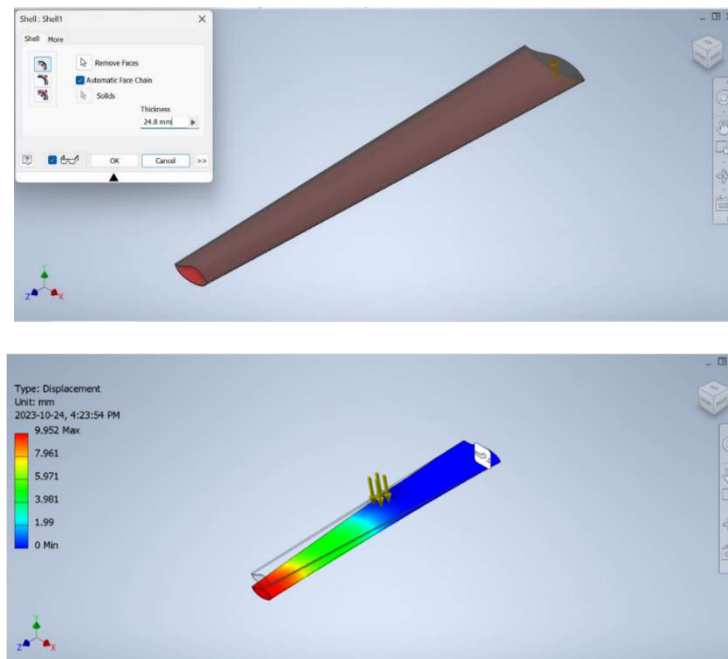 Shell : Shell1
Shell More
Remove Faces
Automatic Face Chain
Solids
Thickness
24.8 mm
OK Cancel >>
Type: Displacement
Unit: mm
2023-10-24, 4:23:54 PM
9.952 Max
7.961
5.971
3.981
1.99
0 Min
Y
Z X
Y
Z X